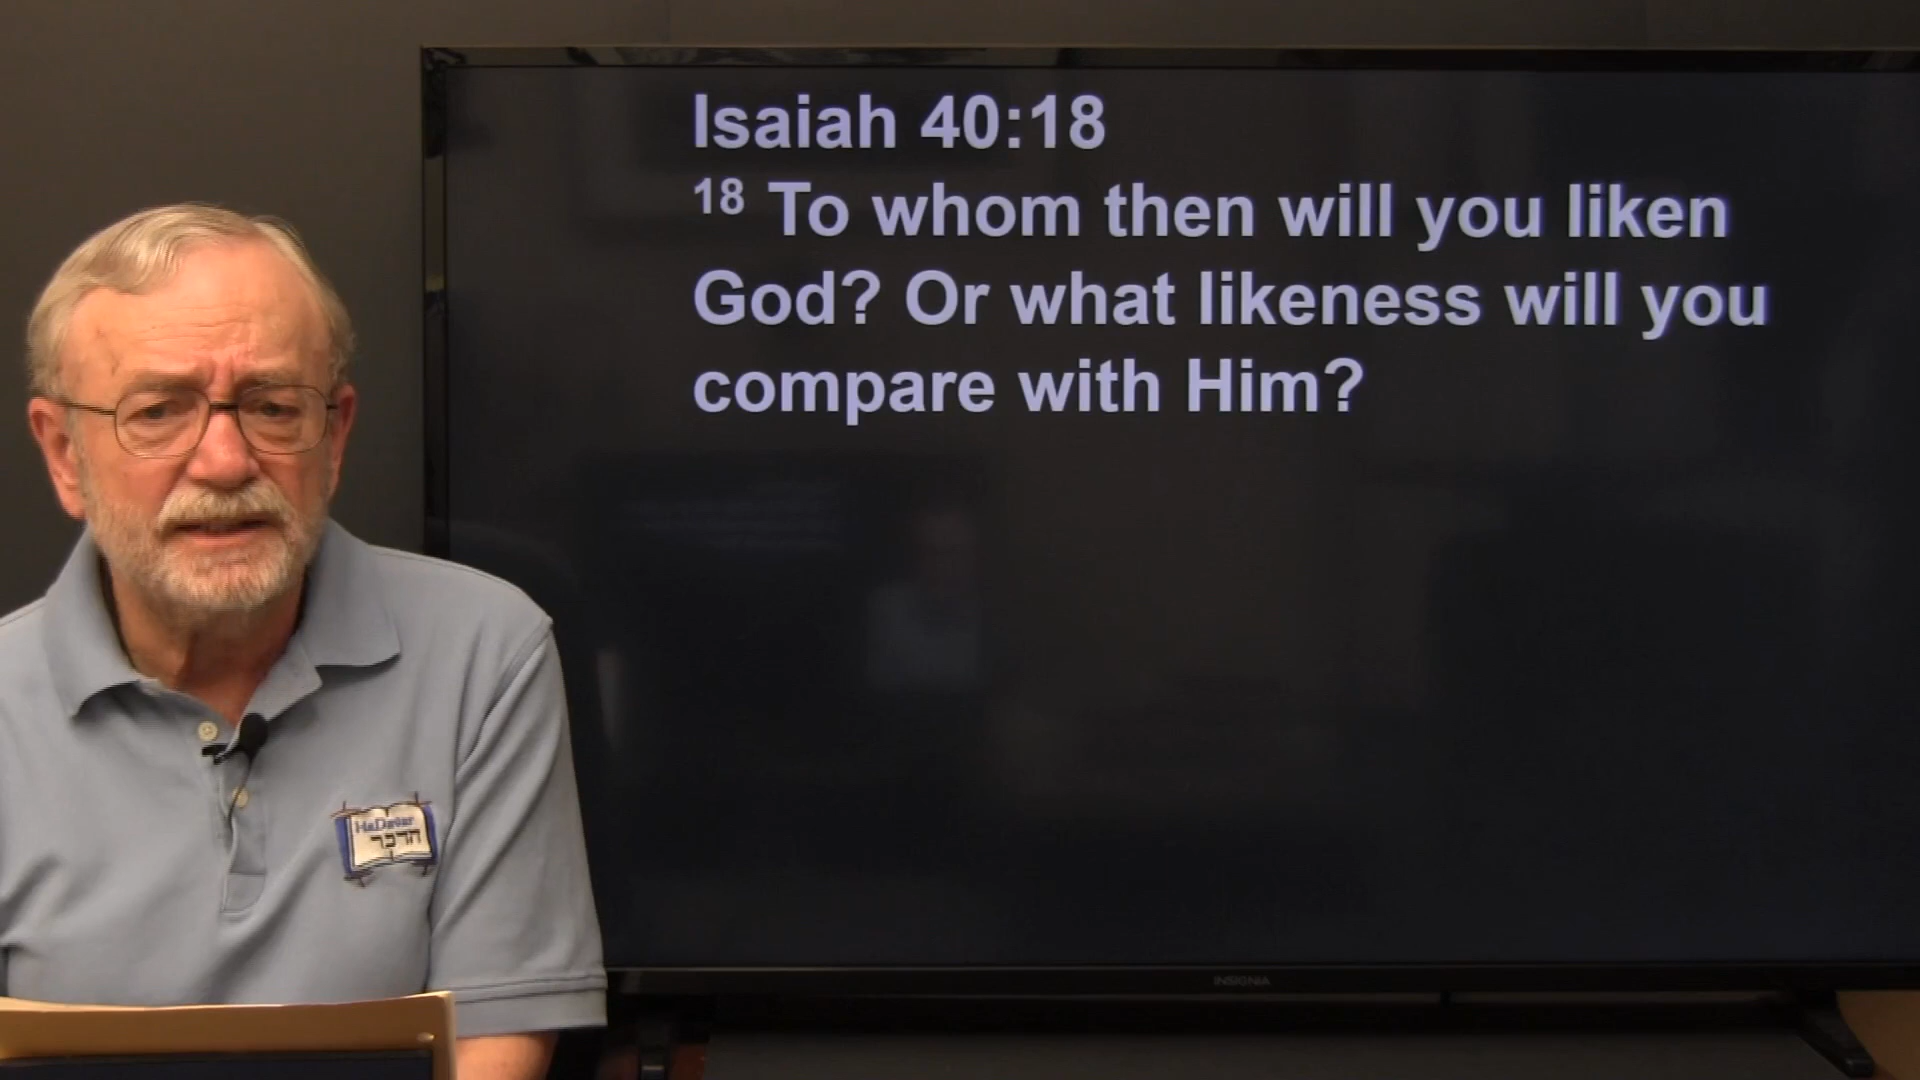 Isaiah 40:18
18 To whom then will you liken
God? Or what likeness will you
compare with Him?
HaDavar
הדבר
INSIGNIA